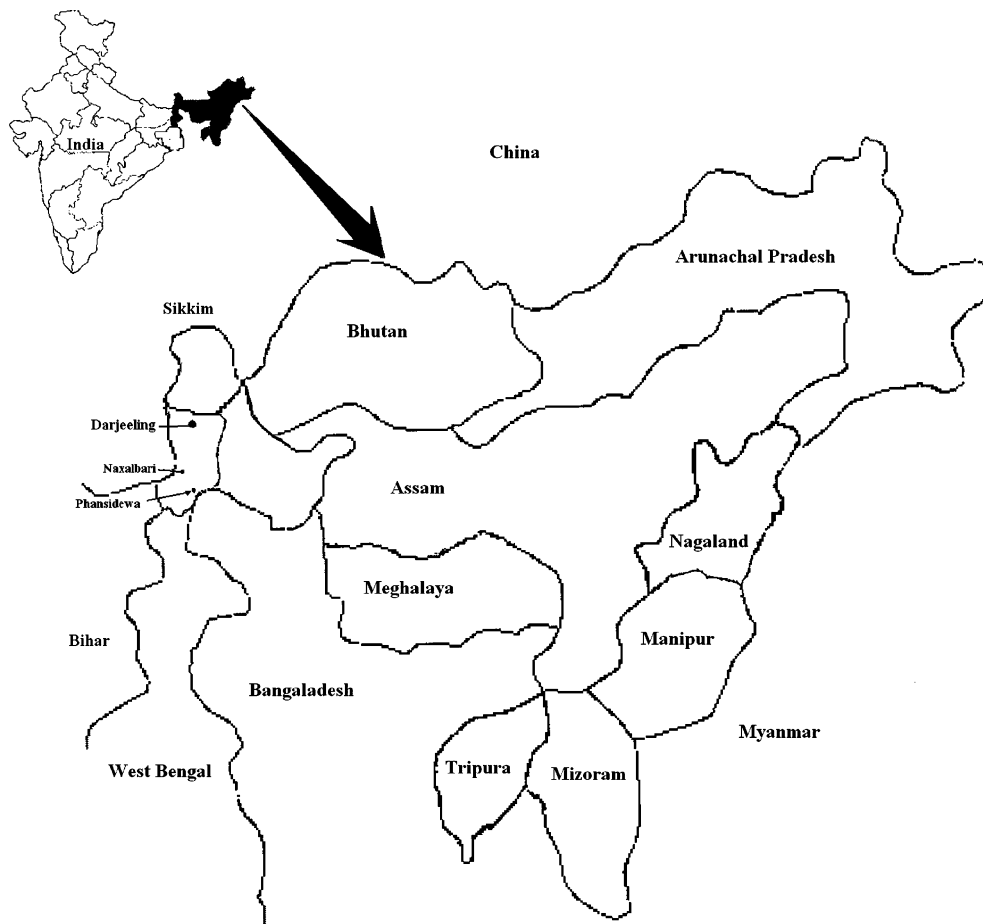 India
China
Arunachal Pradesh
Sikkim
Bhutan
Darjeeling
Naxalbari
Assam
Phansidewa
Nagaland
Meghalaya
Bihar
Manipur
Bangaladesh
Myanmar
West Bengal
Tripura
Mizoram